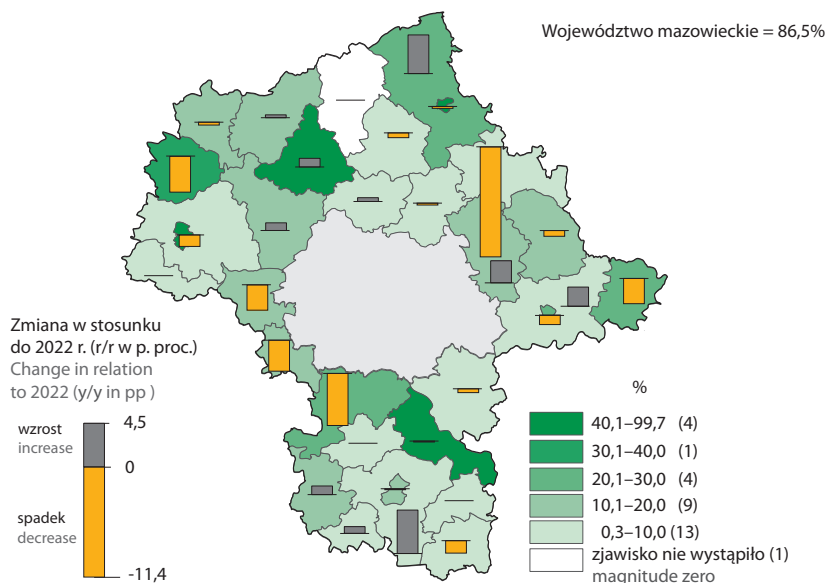 Województwo mazowieckie = 86,5%
Zmiana w stosunku
do 2022 r. (r/r w p. proc.)
Change in relation
to 2022 (y/y in pp )
wzrost
increase
4,5
0
spadek
decrease
-11,4
%
40,1–99,7 (4)
30,1–40,0 (1)
20,1–30,0 (4)
10,1–20,0 (9)
0,3–10,0 (13)
zjawisko nie wystąpiło (1)
magnitude zero